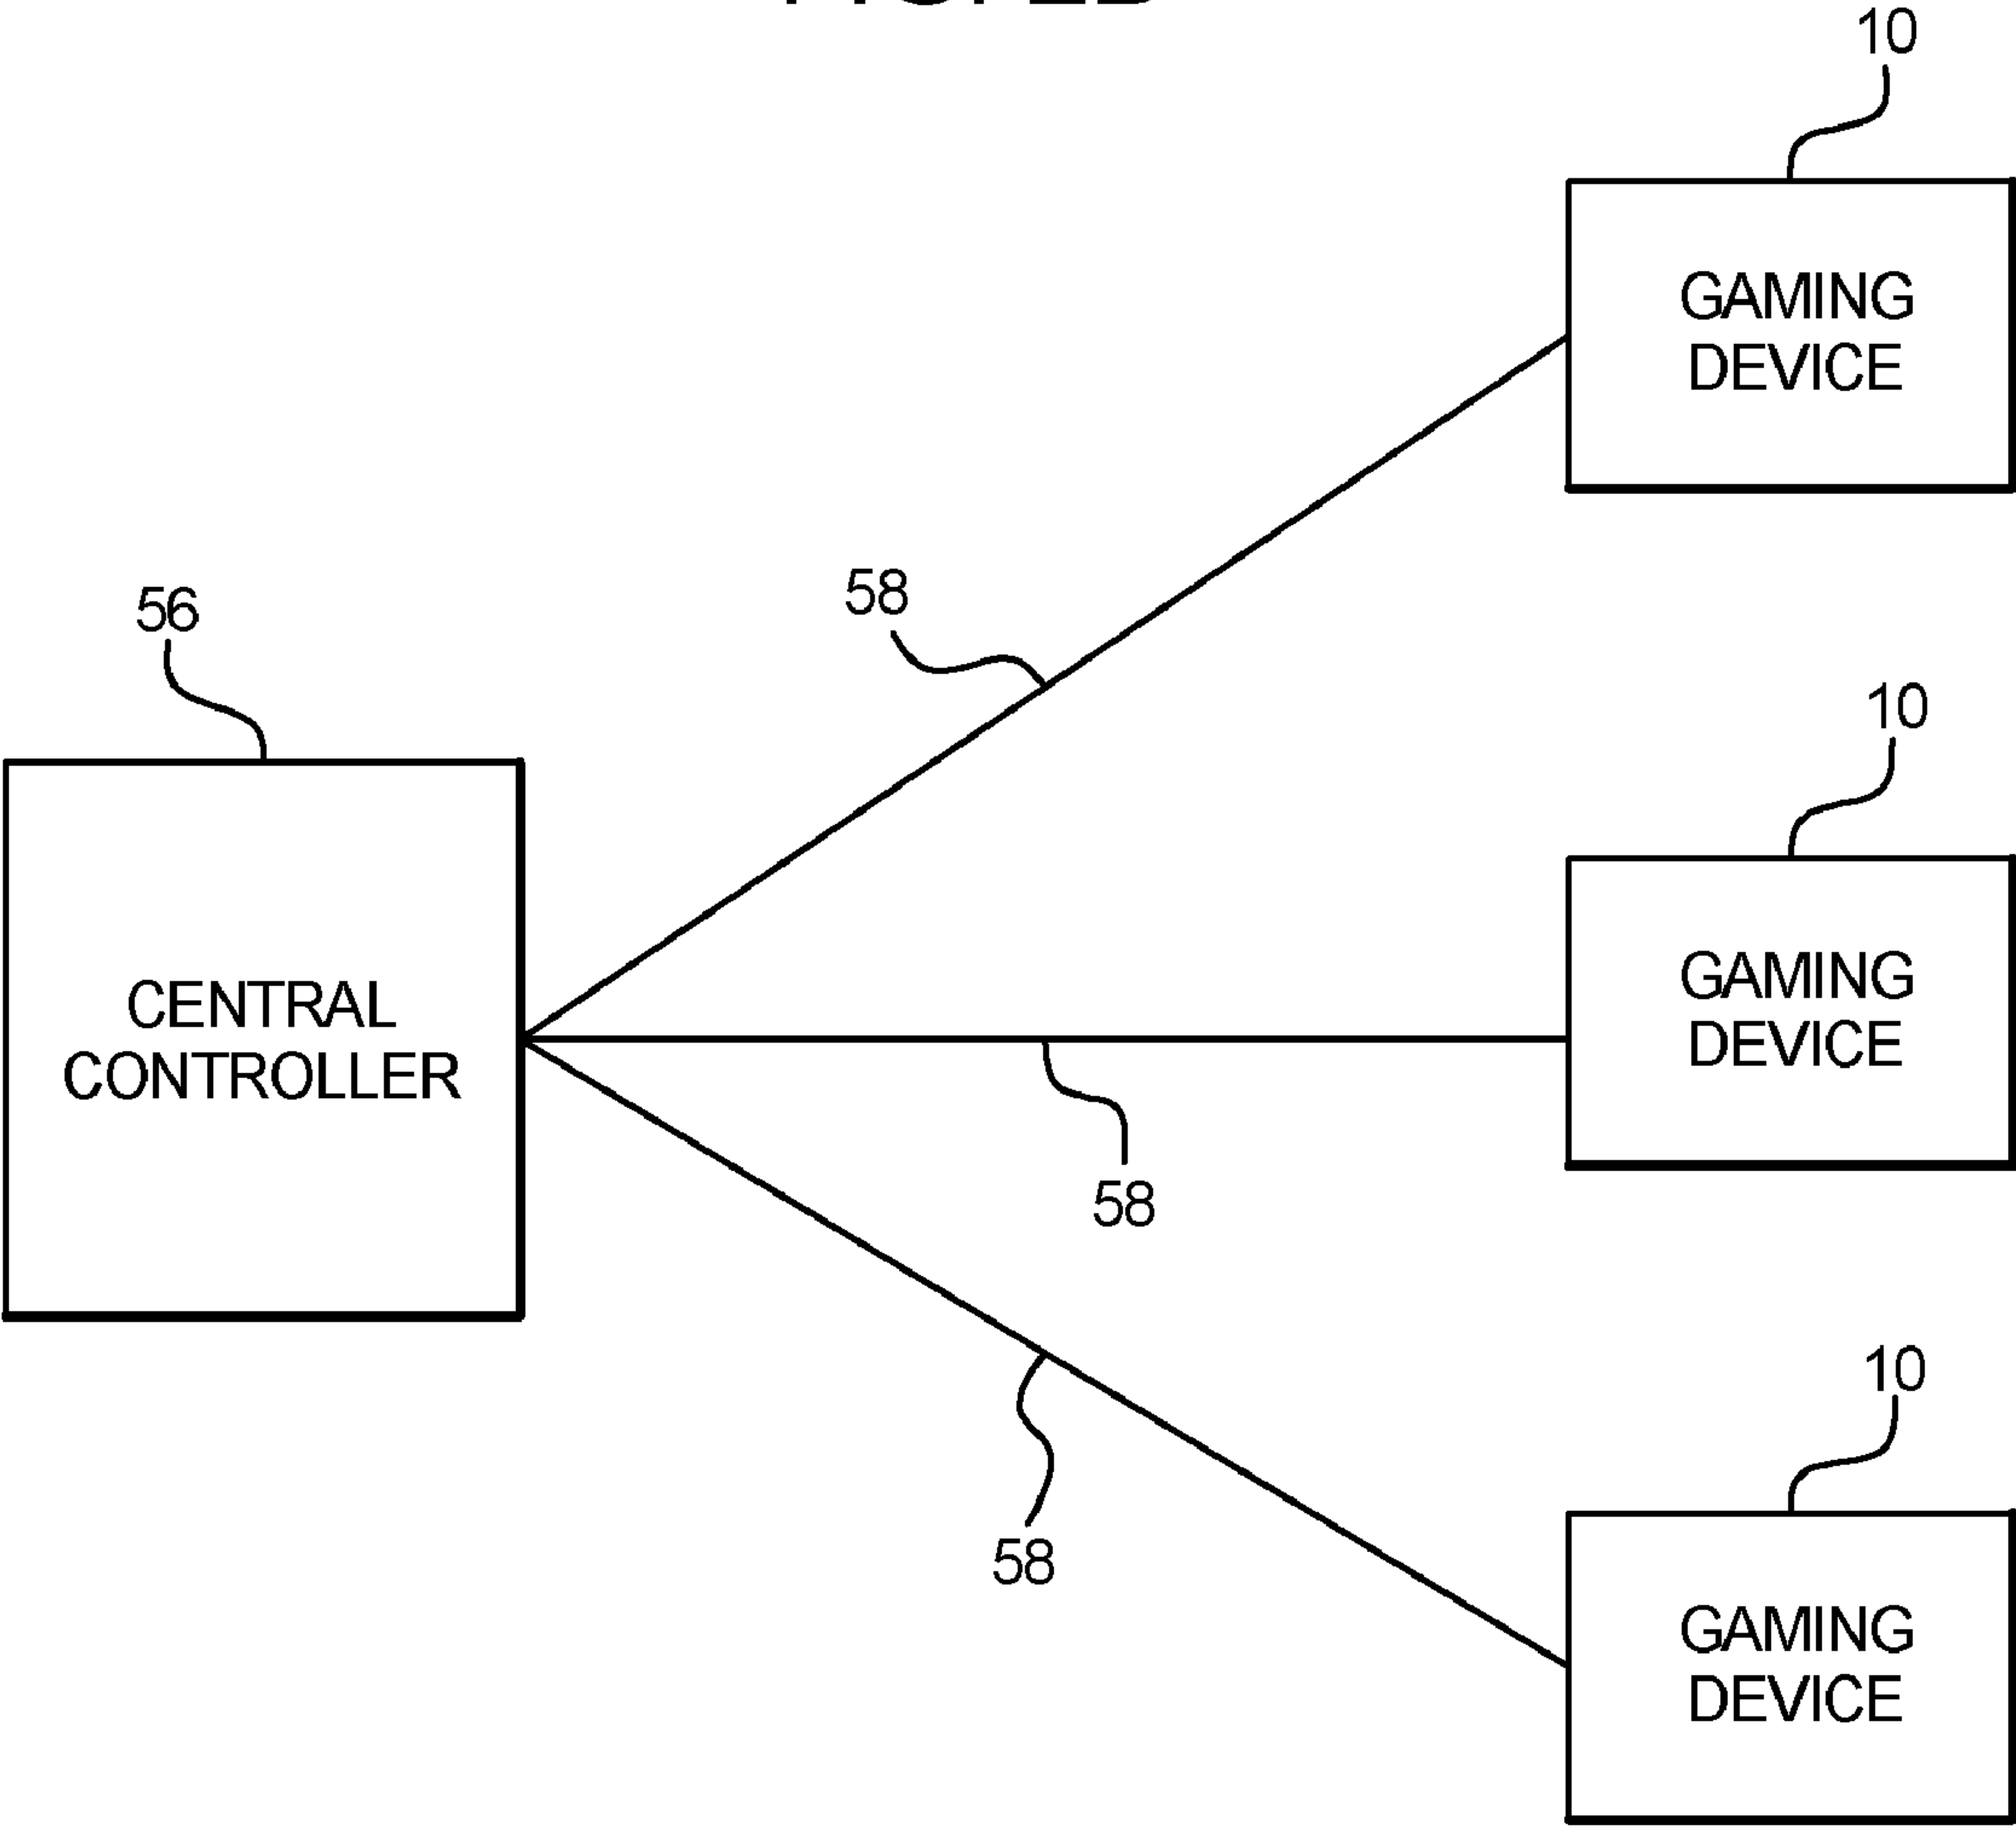 10
GAMING
DEVICE
58
56
10
CENTRAL
CONTROLLER
GAMING
DEVICE
58
10
58
GAMING
DEVICE